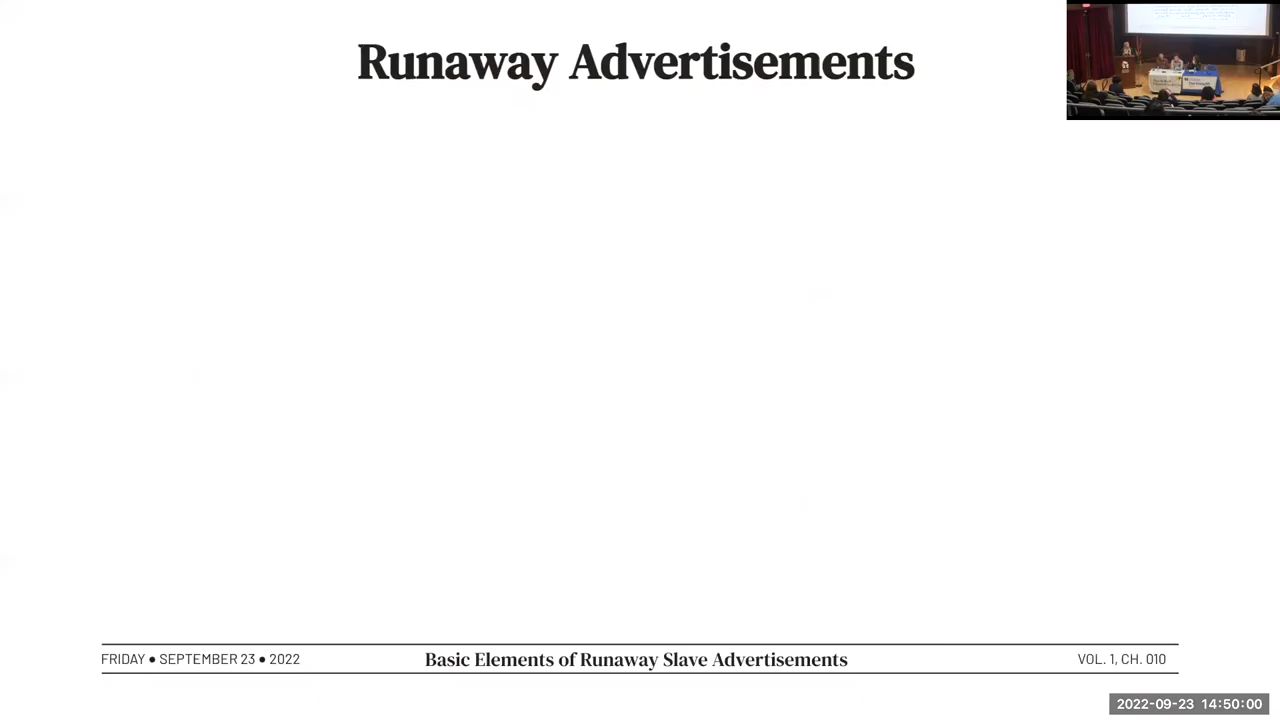 Runaway Advertisements
FRIDAY ● SEPTEMBER 23 ● 2022
Basic Elements of Runaway Slave Advertisements
VOL. 1, CH. 010
2022-09-23 14:50:00